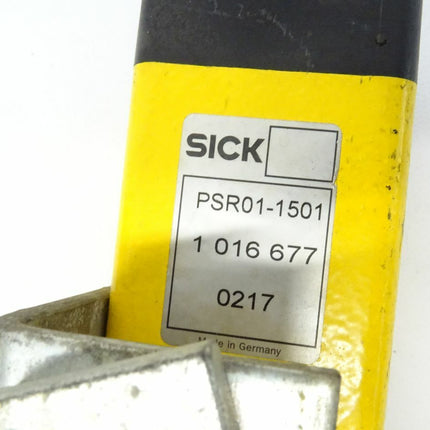 SICK
PSR01-1501
1 016 677
0217
Made in Germany